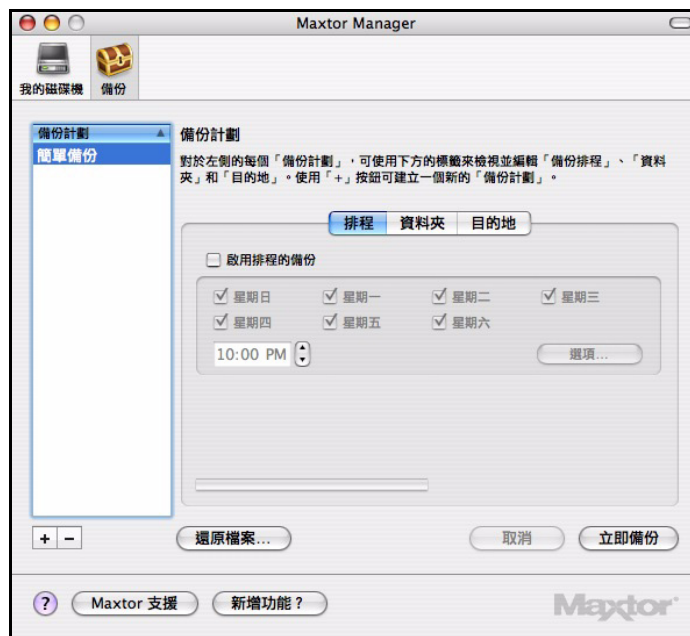 Maxtor Manager
我的磁碟機
備份
備份計劃
簡單備份
備份計劃
對於左側的每個「備份計劃」，可使用下方的標籤來檢視並編輯「備份排程」、「資料
夾」和「目的地」。使用「+」按鈕可建立一個新的「備份計劃」。
排程 資料夾 目的地
啟用排程的備份
星期日 星期一 星期二 星期三
星期四 星期五 星期六
10:00 PM
選項...
+ −
還原檔案...
取消
立即備份
?
Maxtor 支援
新增功能？
Maxtor